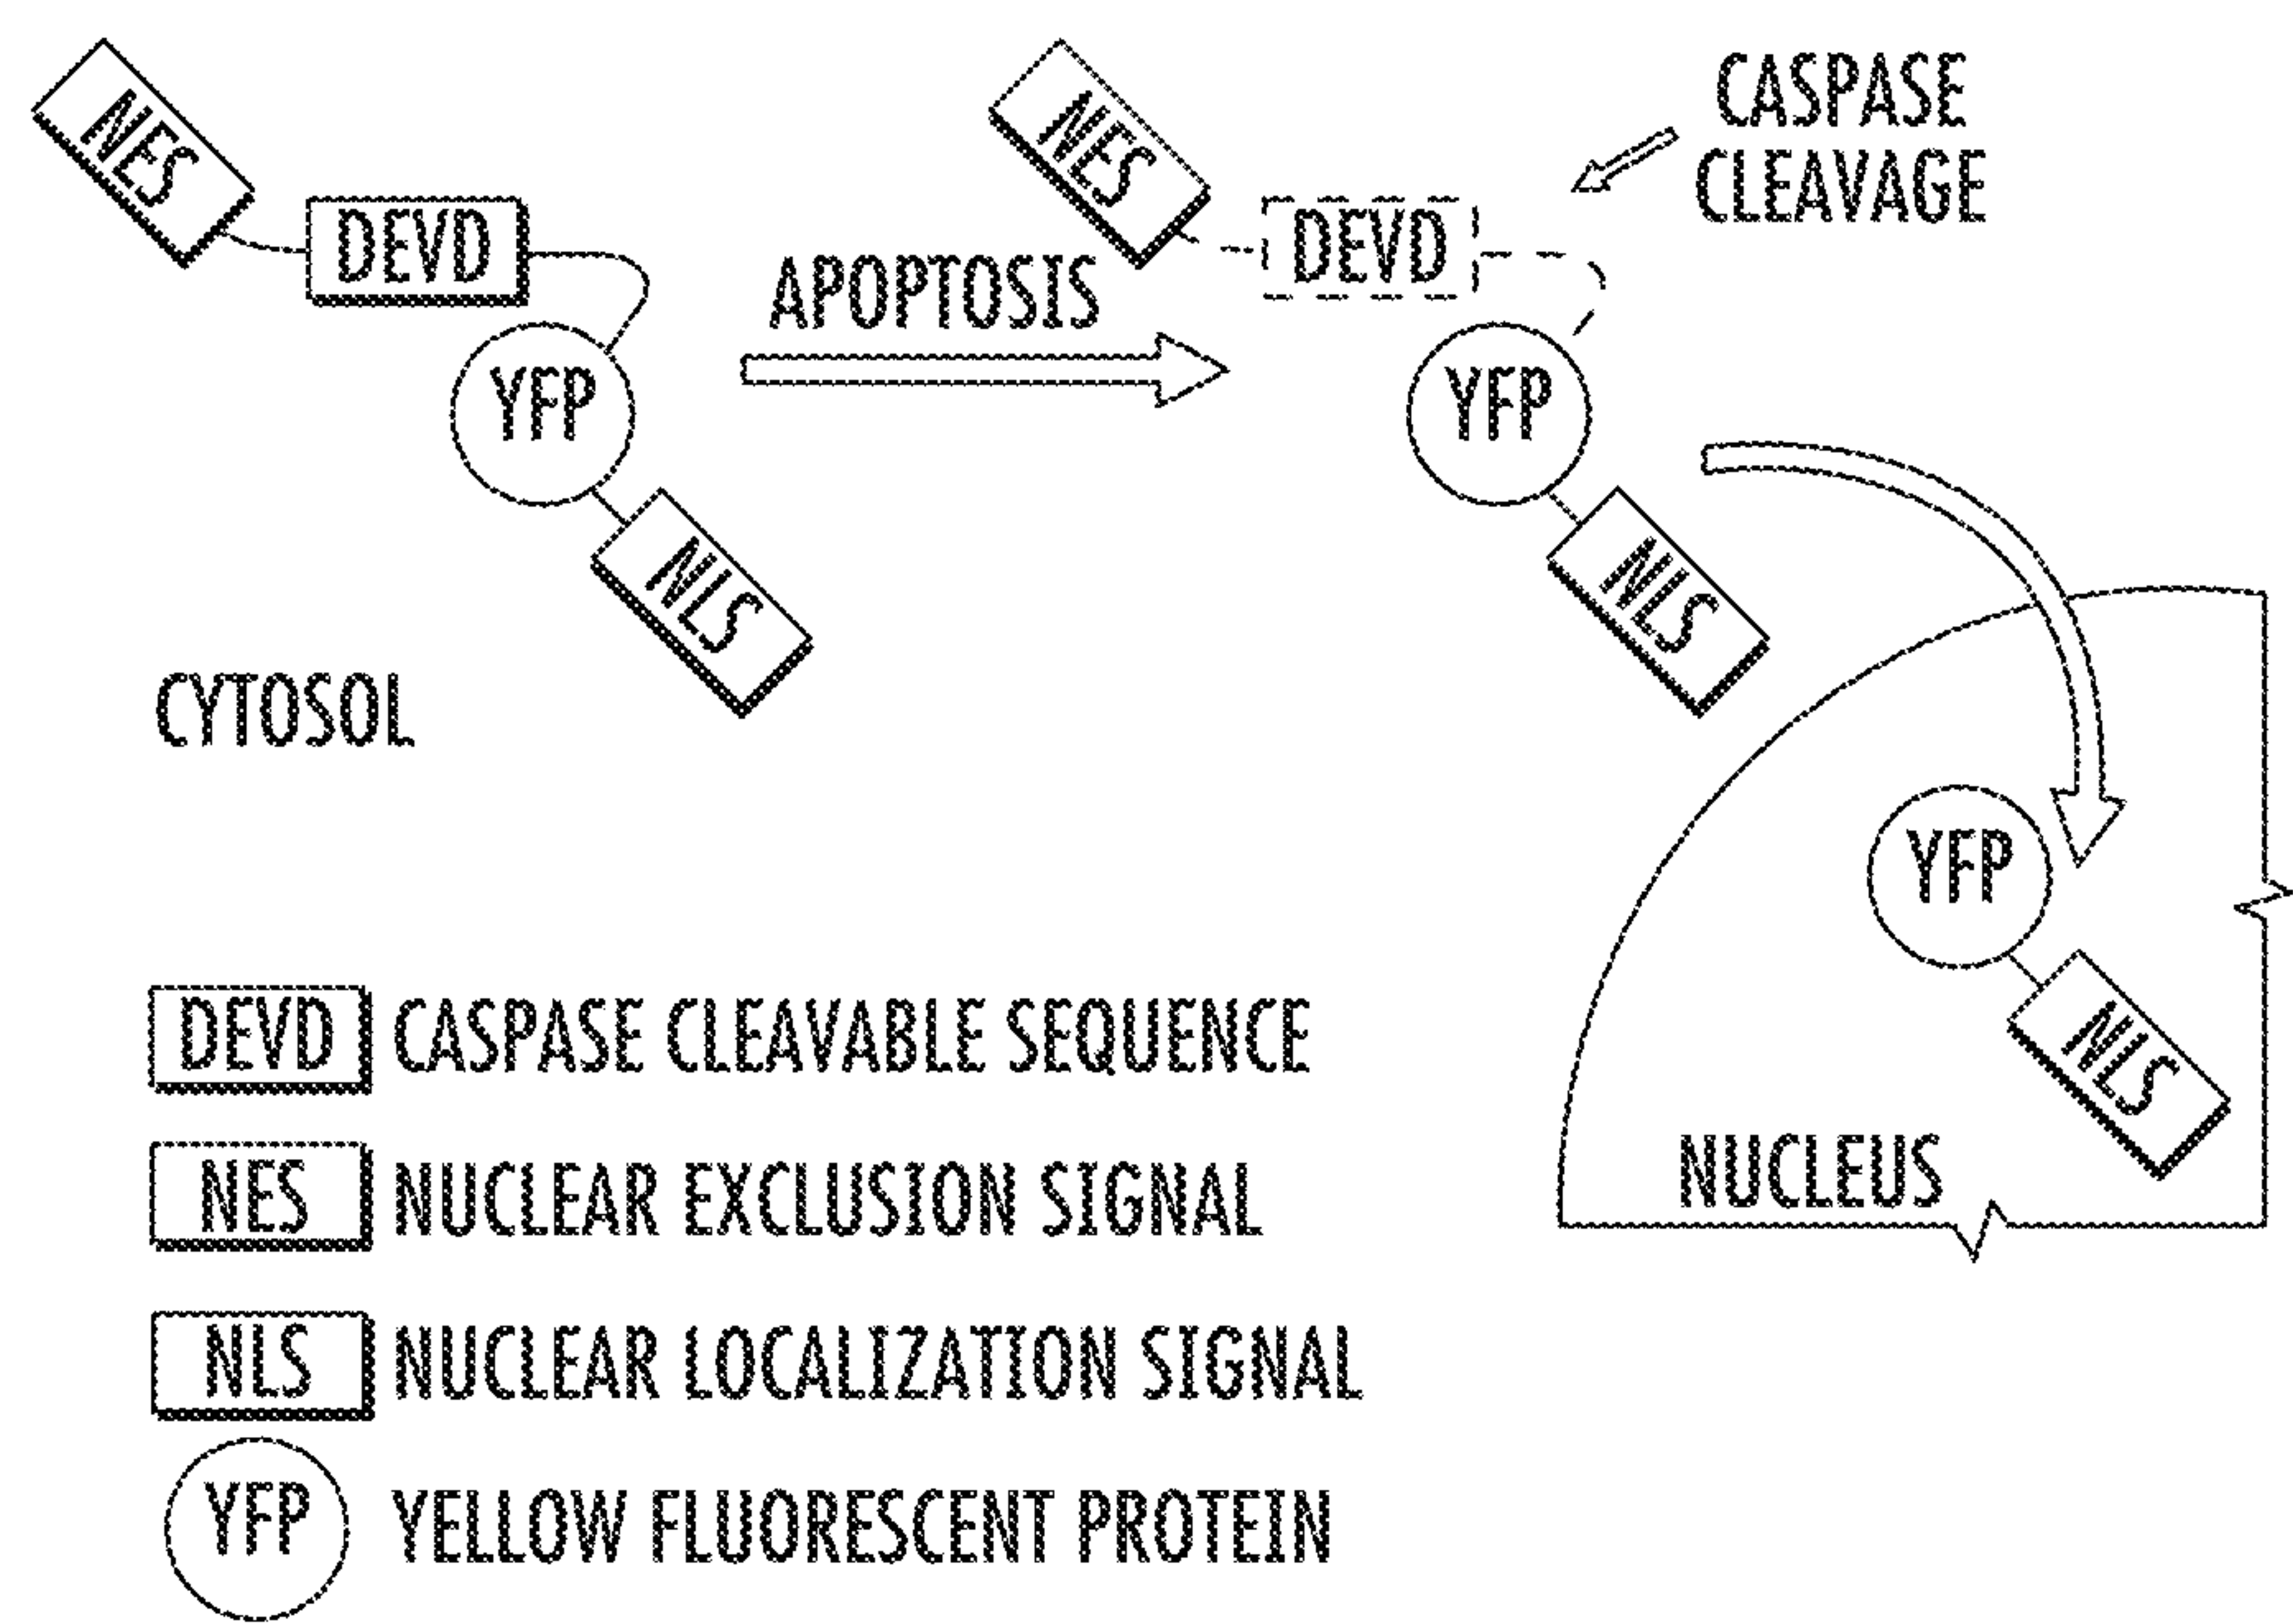 NES
DEVD
YFP
NLS
CYTOSOL
APOPTOSIS
NES
DEVD
CASPASE
CLEAVAGE
YFP
NLS
YFP
NLS
NUCLEUS
DEVD CASPASE CLEAVABLE SEQUENCE
NES NUCLEAR EXCLUSION SIGNAL
NLS NUCLEAR LOCALIZATION SIGNAL
YFP YELLOW FLUORESCENT PROTEIN